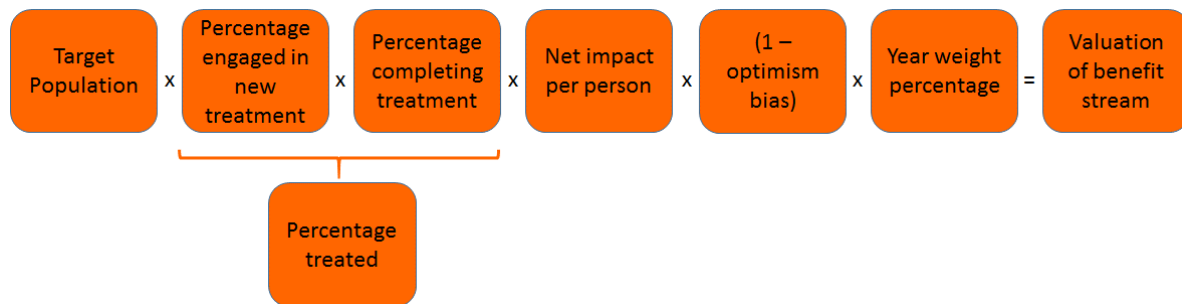 Target
Population
x
Percentage
engaged in
new
treatment
x
Percentage
completing
treatment
x
Net impact
per person
x
(1 –
optimism
bias)
x
Year weight
percentage
=
Valuation
of benefit
stream
Percentage
treated